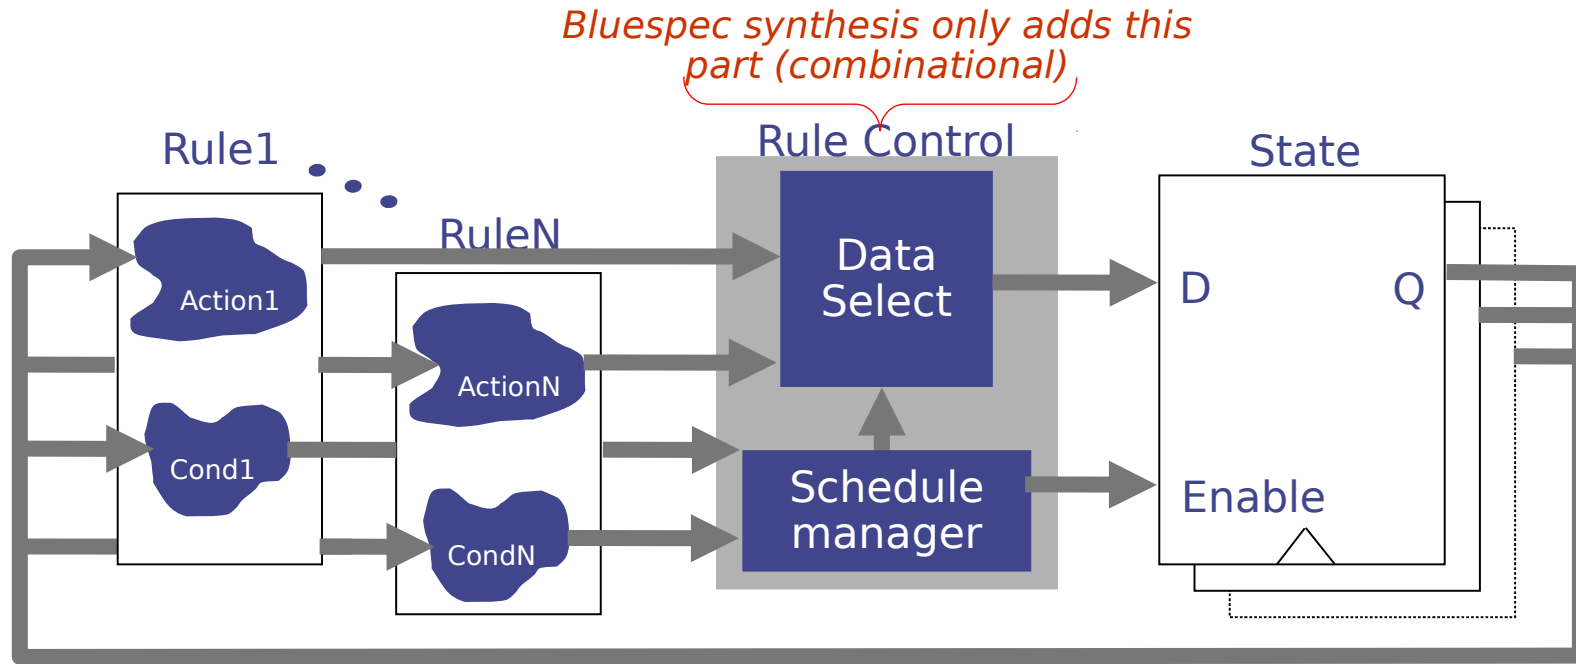 Bluespec synthesis only adds this
part (combinational)
Rule1
RuleN
Rule Control
State
Action1
Cond1
ActionN
CondN
Data
Select
Schedule
manager
D
Q
Enable